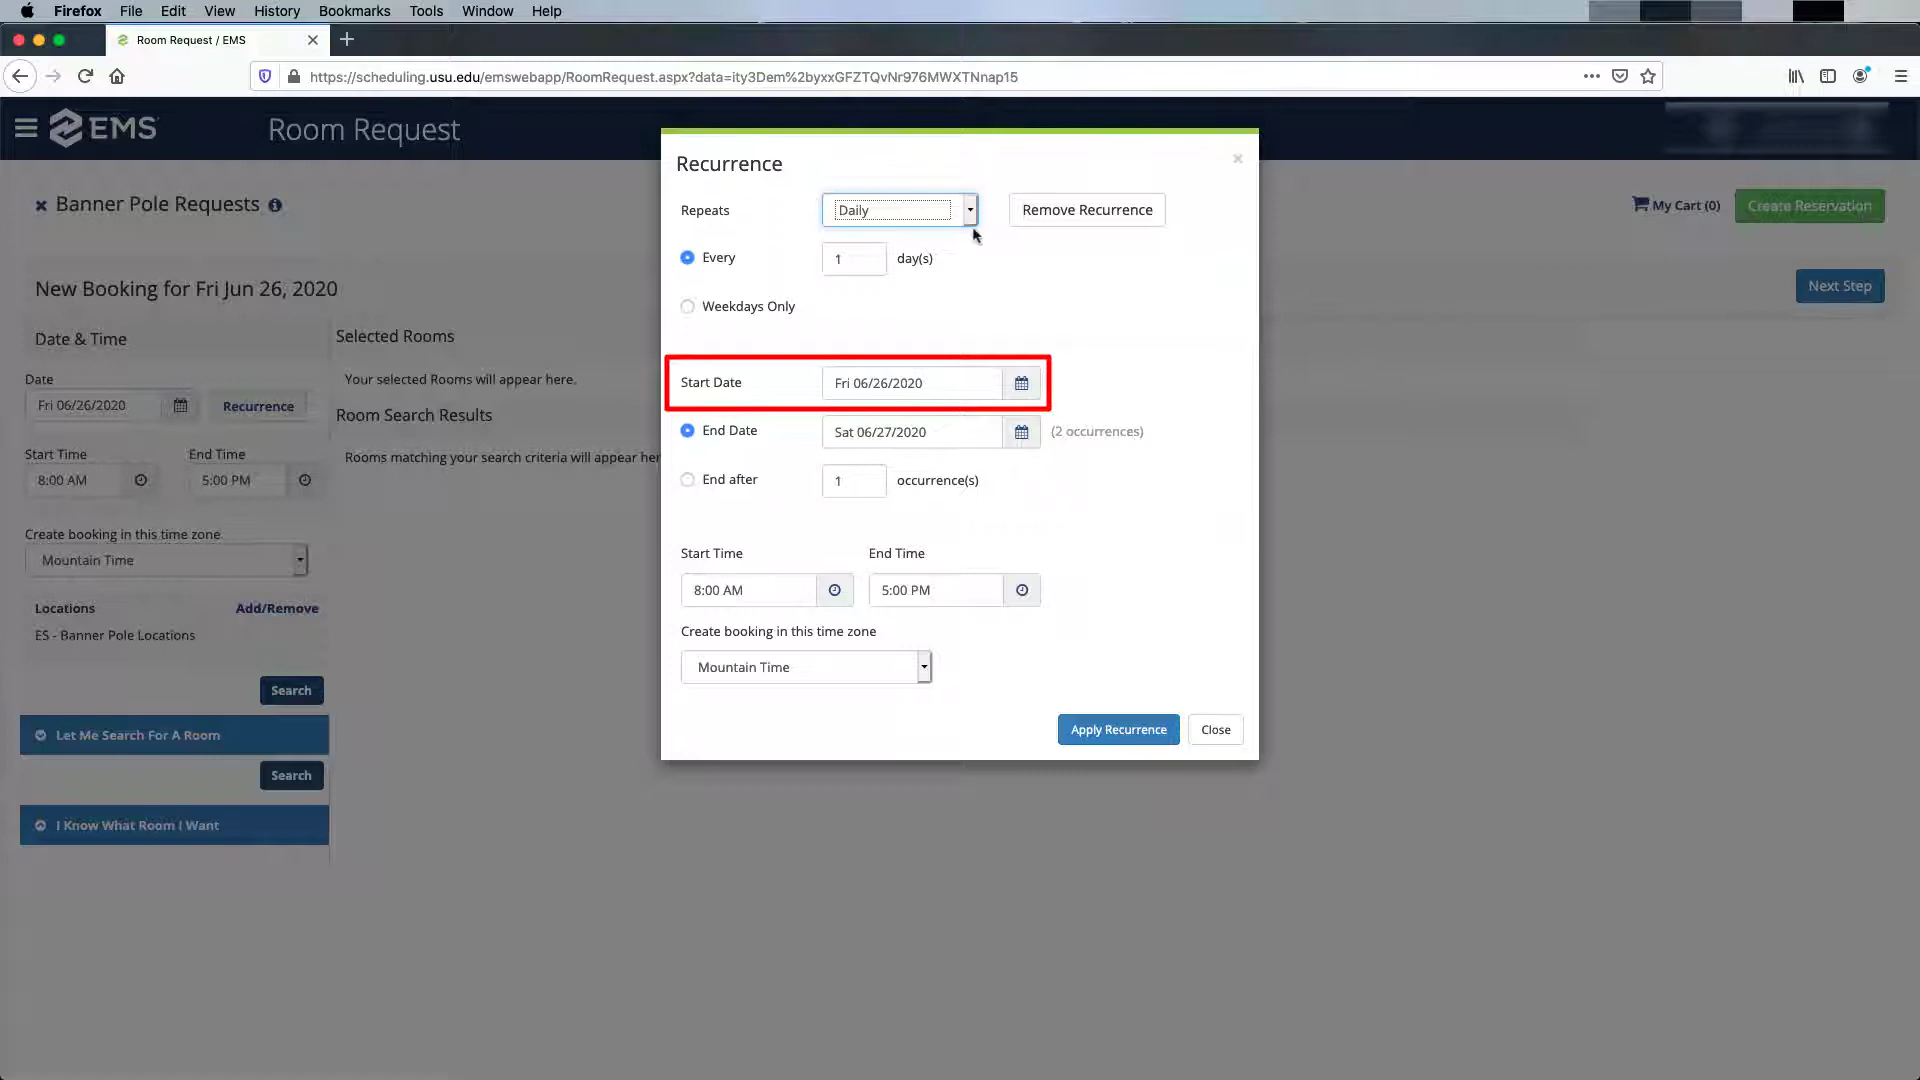 Firefox File Edit View History Bookmarks Tools Window Help
Room Request / EMS
https://scheduling.usu.edu/emswebapp/RoomRequest.aspx?data=ity3Dem%2byxxGFZTQvNr976MWXTNnap15
EMS
Room Request
Banner Pole Requests
My Cart (0)
Create Reservation
New Booking for Fri Jun 26, 2020
Next Step
Date & Time
Date
Fri 06/26/2020
Recurrence
Start Time End Time
8:00 AM 5:00 PM
Create booking in this time zone
Mountain Time
Locations Add/Remove
ES - Banner Pole Locations
Search
Let Me Search For A Room
Search
I Know What Room I Want
Selected Rooms
Your selected Rooms will appear here.
Room Search Results
Rooms matching your search criteria will appear her
Recurrence
Repeats Daily Remove Recurrence
Every 1 day(s)
Weekdays Only
Start Date Fri 06/26/2020
End Date Sat 06/27/2020 (2 occurrences)
End after 1 occurrence(s)
Start Time End Time
8:00 AM 5:00 PM
Create booking in this time zone
Mountain Time
Apply Recurrence Close